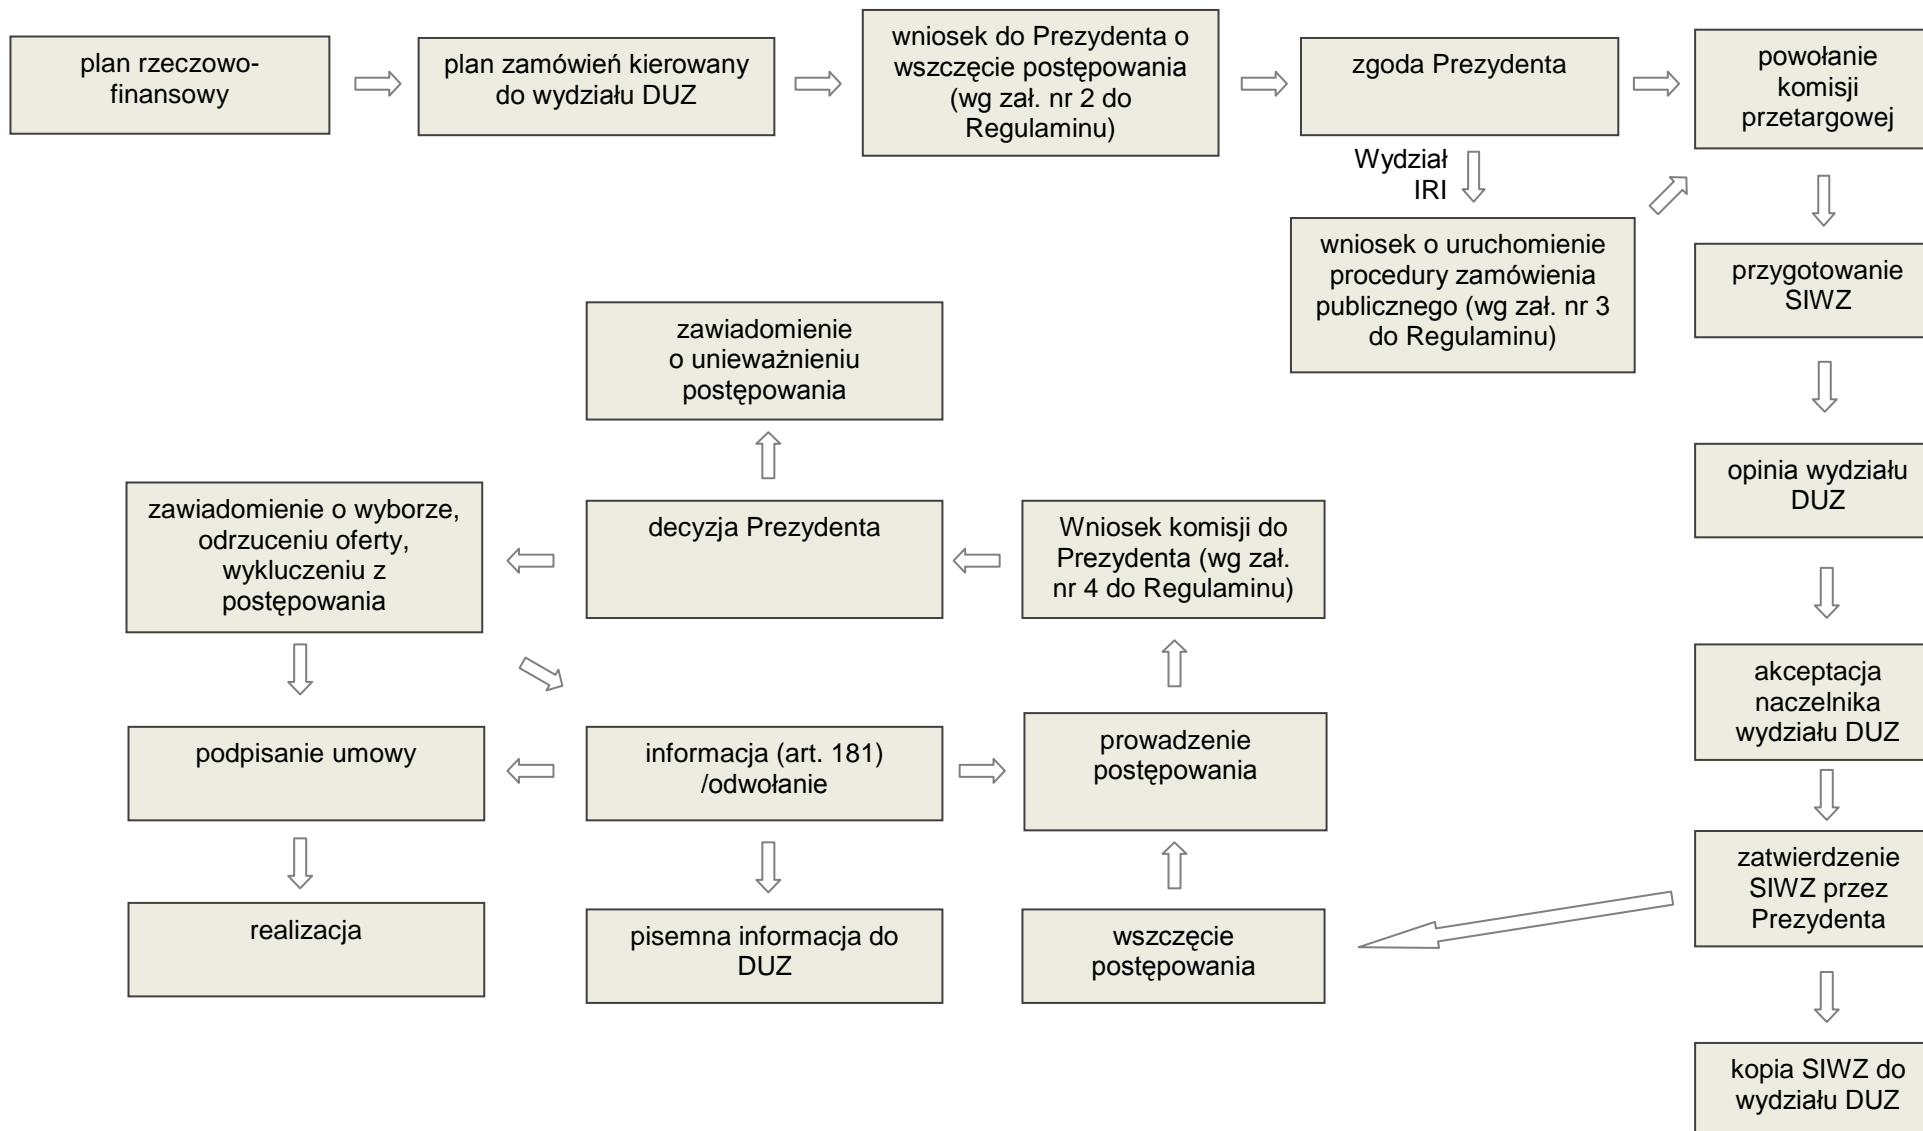 plan rzeczowo-
finansowy
plan zamówień kierowany
do wydziału DUZ
wniosek do Prezydenta o
wszczęcie postępowania
(wg zał. nr 2 do
Regulaminu)
zgoda Prezydenta
powołanie
komisji
przetargowej
Wydział
IRI
wniosek o uruchomienie
procedury zamówienia
publicznego (wg zał. nr 3
do Regulaminu)
przygotowanie
SIWZ
zawiadomienie
o unieważnieniu
postępowania
opinia wydziału
DUZ
zawiadomienie o wyborze,
odrzuceniu oferty,
wykluczeniu z
postępowania
decyzja Prezydenta
Wniosek komisji do
Prezydenta (wg zał.
nr 4 do Regulaminu)
akceptacja
naczelnika
wydziału DUZ
podpisanie umowy
informacja (art. 181)
/odwołanie
prowadzenie
postępowania
zatwierdzenie
SIWZ przez
Prezydenta
realizacja
pisemna informacja do
DUZ
wszczęcie
postępowania
kopia SIWZ do
wydziału DUZ